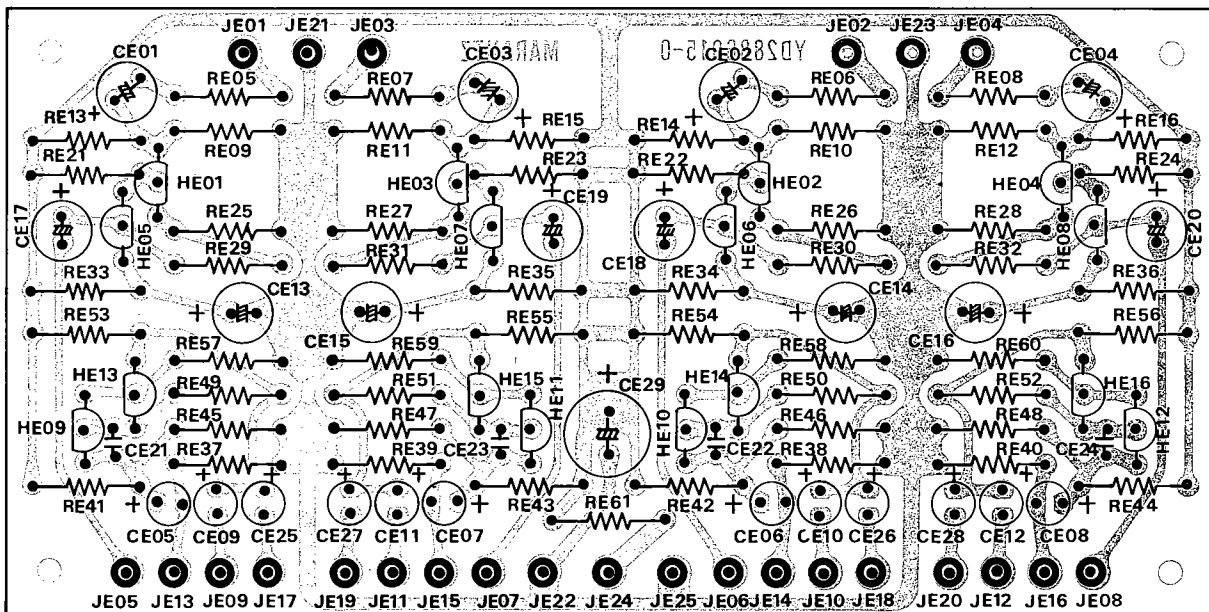 JE01 JE21 JE03 JE02 JE23 JE04
CE01 CE03 MARANTZ YD2886015-0 CE02 CE04
RE05 RE07 RE06 RE08
RE13 RE09 RE11 RE15 RE14 RE10 RE12 RE16
RE21 HE01 HE03 RE23 RE22 HE02 HE04 RE24
CE17 HE05 RE25 RE27 HE07 CE19 HE06 RE26 RE28 HE08 CE20
RE29 RE31 CE18 RE30 RE32
RE33 CE13 RE35 RE34 CE14 RE36
RE53 CE15 RE55 RE54 CE16 RE56
RE57 RE59 RE58 RE60
HE13 RE49 RE51 HE15 HE11 CE29 HE14 RE50 RE52 HE16
HE09 CE21 RE45 RE47 CE23 HE10 CE22 RE46 RE48 CE24 HE12
RE37 RE39 RE38 RE40
RE41 RE43 RE61 RE42 RE44
CE05 CE09 CE25 CE27 CE11 CE07 CE06 CE10 CE26 CE28 CE12 CE08
JE05 JE13 JE09 JE17 JE19 JE11 JE15 JE07 JE22 JE24 JE25 JE06 JE14 JE10 JE18 JE20 JE12 JE16 JE08